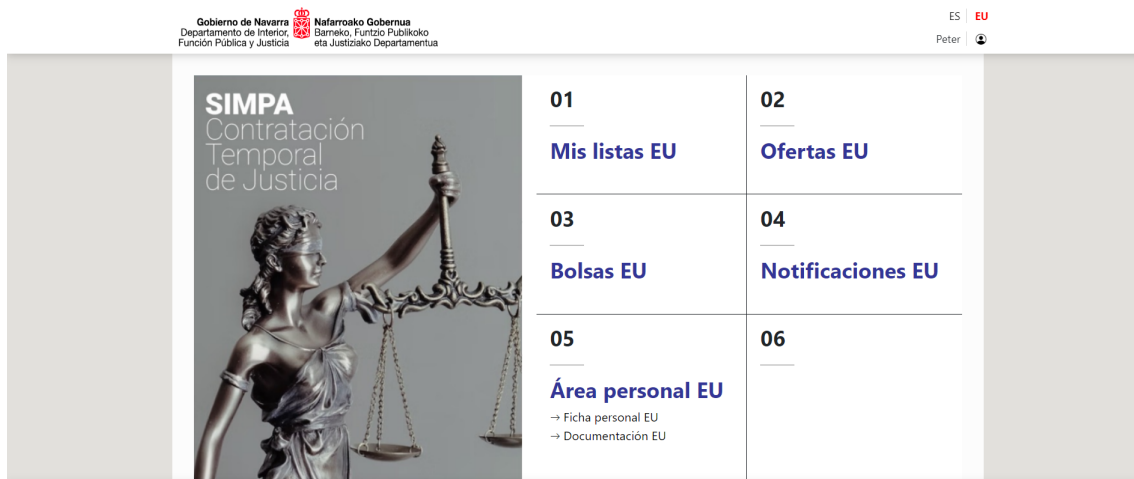 Gobierno de Navarra
Departamento de Interior,
Función Pública y Justicia
Nafarroako Gobernua
Barneko, Funtzio Publikoko
eta Justiziako Departamentua
ES EU
Peter
SIMPA
Contratación
Temporal
de Justicia
01
Mis listas EU
02
Ofertas EU
03
Bolsas EU
04
Notificaciones EU
05
Área personal EU
→ Ficha personal EU
→ Documentación EU
06